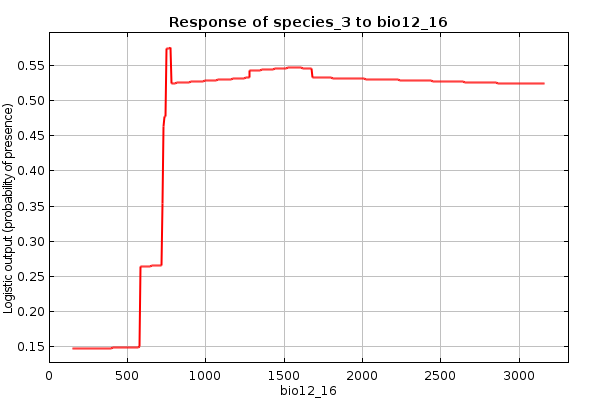 Response of species_3 to bio12_16
Logistic output (probability of presence)
0.55
0.50
0.45
0.40
0.35
0.30
0.25
0.20
0.15
0 500 1000 1500 2000 2500 3000
bio12_16